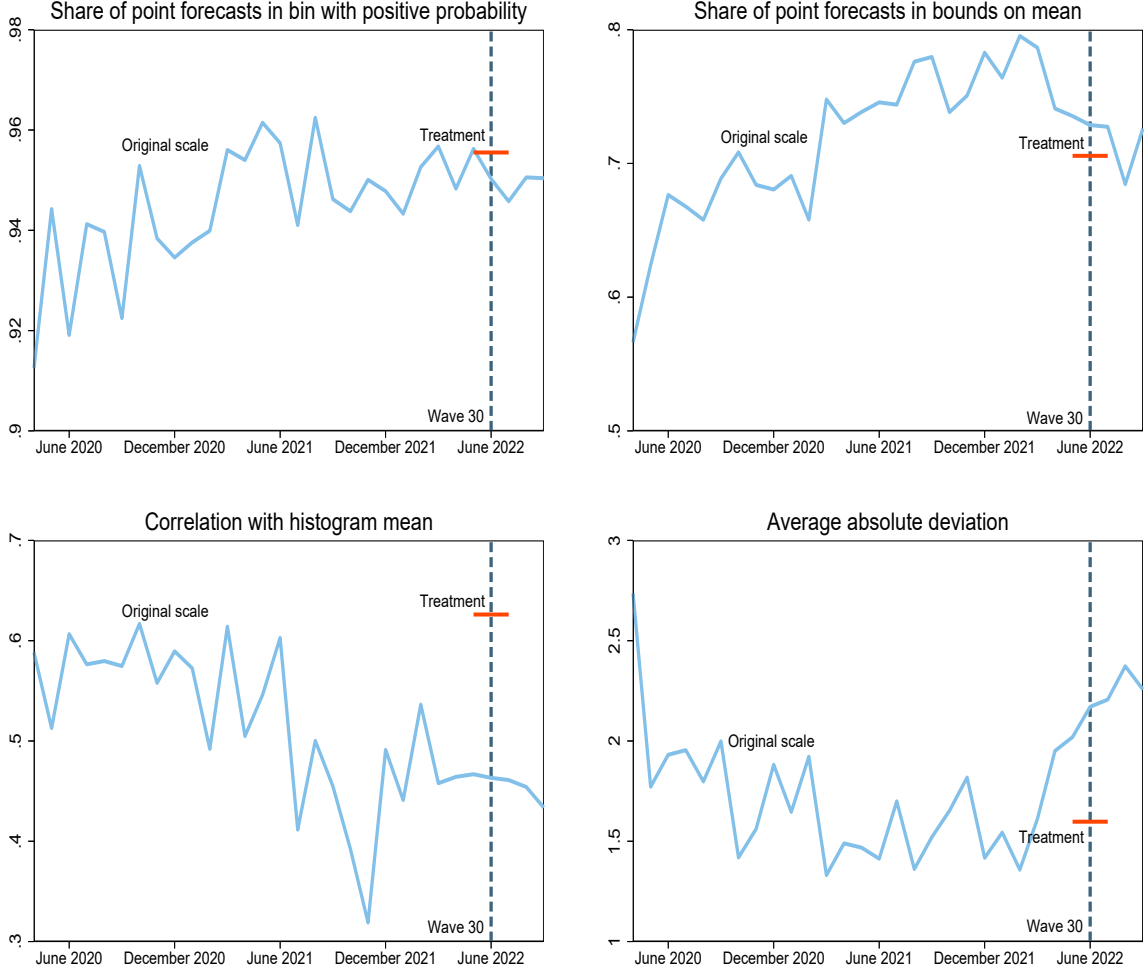 Share of point forecasts in bin with positive probability
.98
.96
.94
.92
.9
Original scale
Treatment
Wave 30
June 2020
December 2020
June 2021
December 2021
June 2022
Share of point forecasts in bounds on mean
.8
.7
.6
.5
Original scale
Treatment
Wave 30
June 2020
December 2020
June 2021
December 2021
June 2022
Correlation with histogram mean
.7
.6
.5
.4
.3
Original scale
Treatment
Wave 30
June 2020
December 2020
June 2021
December 2021
June 2022
Average absolute deviation
3
2.5
2
1.5
1
Original scale
Treatment
Wave 30
June 2020
December 2020
June 2021
December 2021
June 2022